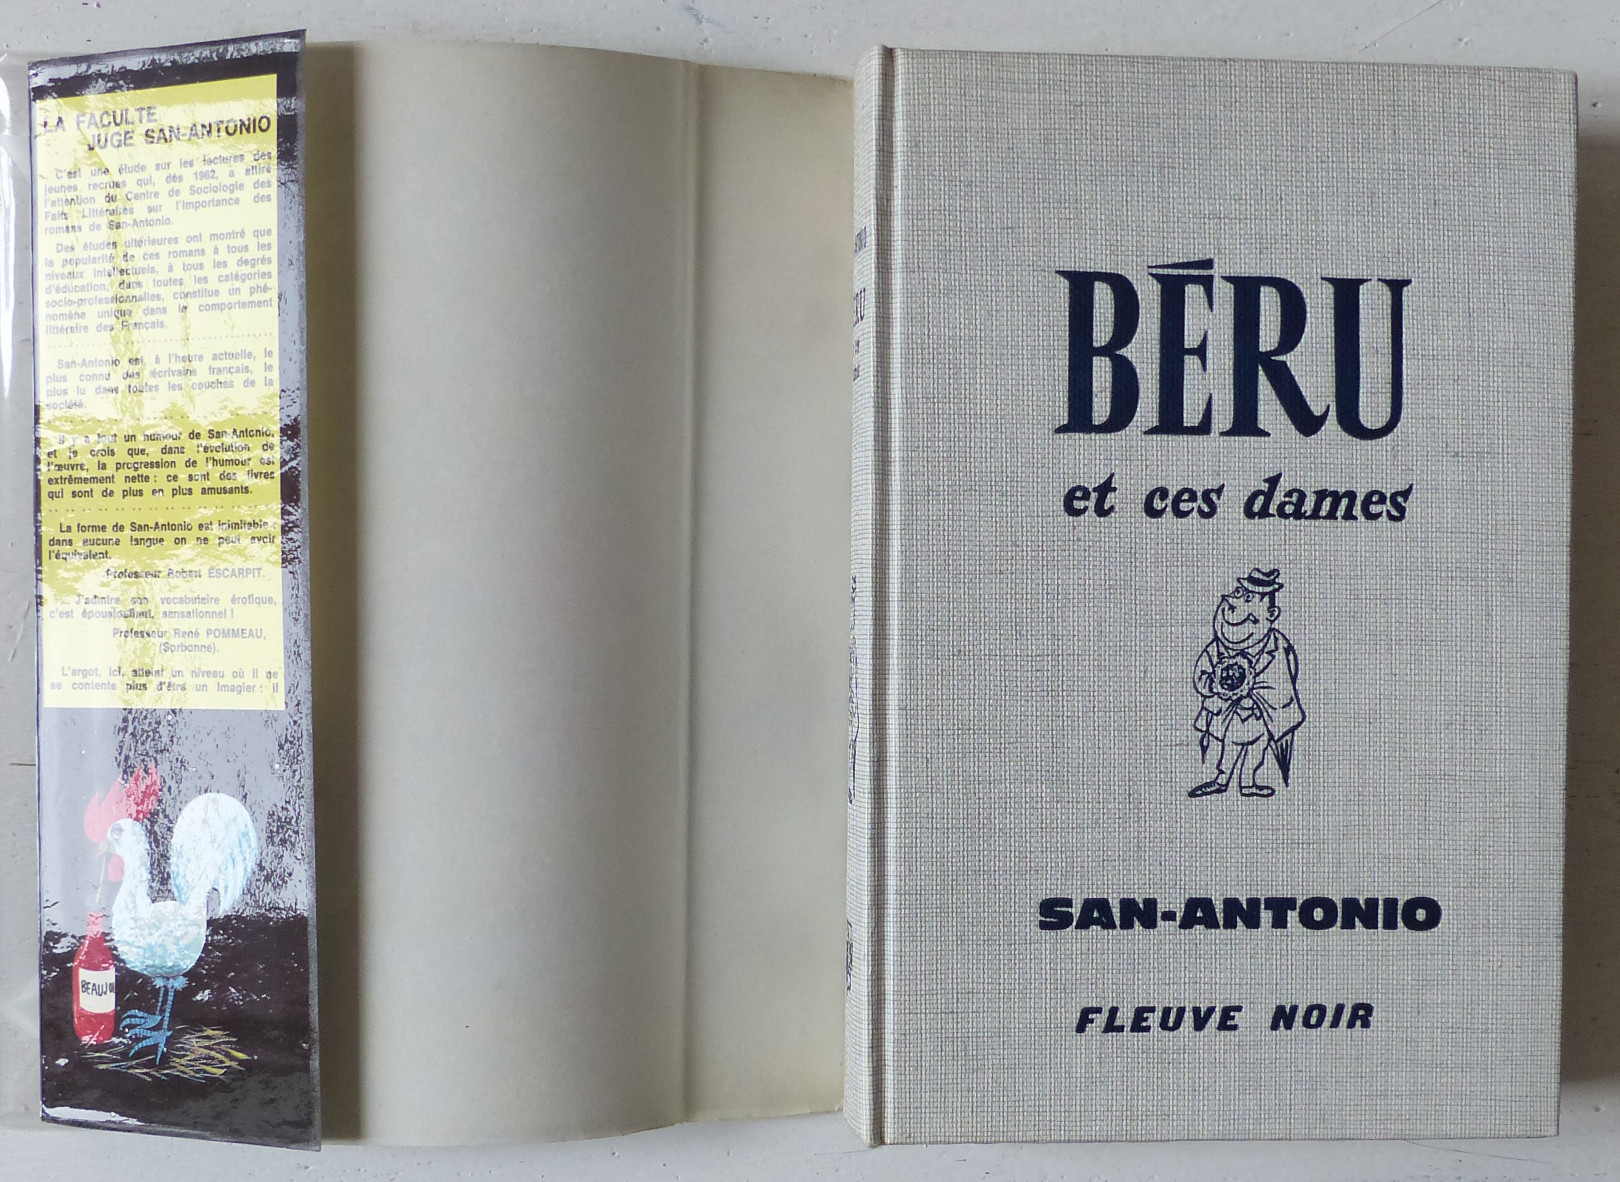 LA FACULTE
JUGE SAN-ANTONIO
C'est une étude sur les lectures des
jeunes recrues qui, dès 1962, a attiré
l'attention du Centre de Sociologie des
Faits Littéraires sur l'importance des
romans de San-Antonio.
Des études ultérieures ont montré que
la popularité de ces romans à tous les
niveaux intellectuels, à tous les degrés
d'éducation, dans toutes les catégories
socio-professionnelles, constitue un phé-
nomène unique dans le comportement
littéraire des Français.
San-Antonio est, à l'heure actuelle, le
plus connu des écrivains français, le
plus lu dans toutes les couches de la
société.
Il y a tout un humour de San-Antonio,
et je crois que, dans l'évolution de
l'œuvre, la progression de l'humour est
extrêmement nette : ce sont des livres
qui sont de plus en plus amusants.
La forme de San-Antonio est inimitable :
dans aucune langue on ne peut avoir
l'équivalent.
Professeur Robert ESCARPIT.
... J'admire son vocabulaire érotique,
c'est époustouflant, sensationnel !
Professeur René POMMEAU,
(Sorbonne).
L'argot, ici, atteint un niveau où il ne
se contente plus d'être un imagier : il
BEAUJO
BÉRU
et ces dames
SAN-ANTONIO
FLEUVE NOIR